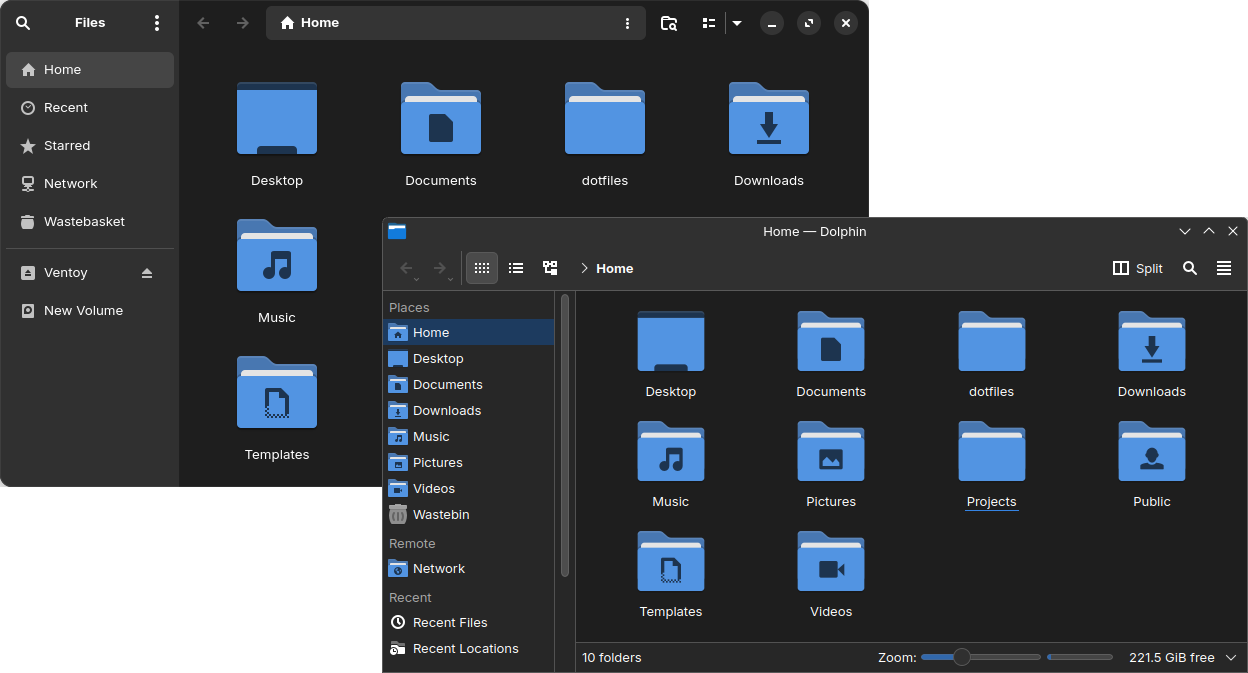 Files
Home
Home
Recent
Starred
Network
Wastebasket
Ventoy
New Volume
Desktop
Documents
dotfiles
Downloads
Music
Templates
Home — Dolphin
Home
Split
Places
Home
Desktop
Documents
Downloads
Music
Pictures
Videos
Wastebin
Remote
Network
Recent
Recent Files
Recent Locations
Desktop
Documents
dotfiles
Downloads
Music
Pictures
Projects
Public
Templates
Videos
10 folders
Zoom:
221.5 GiB free